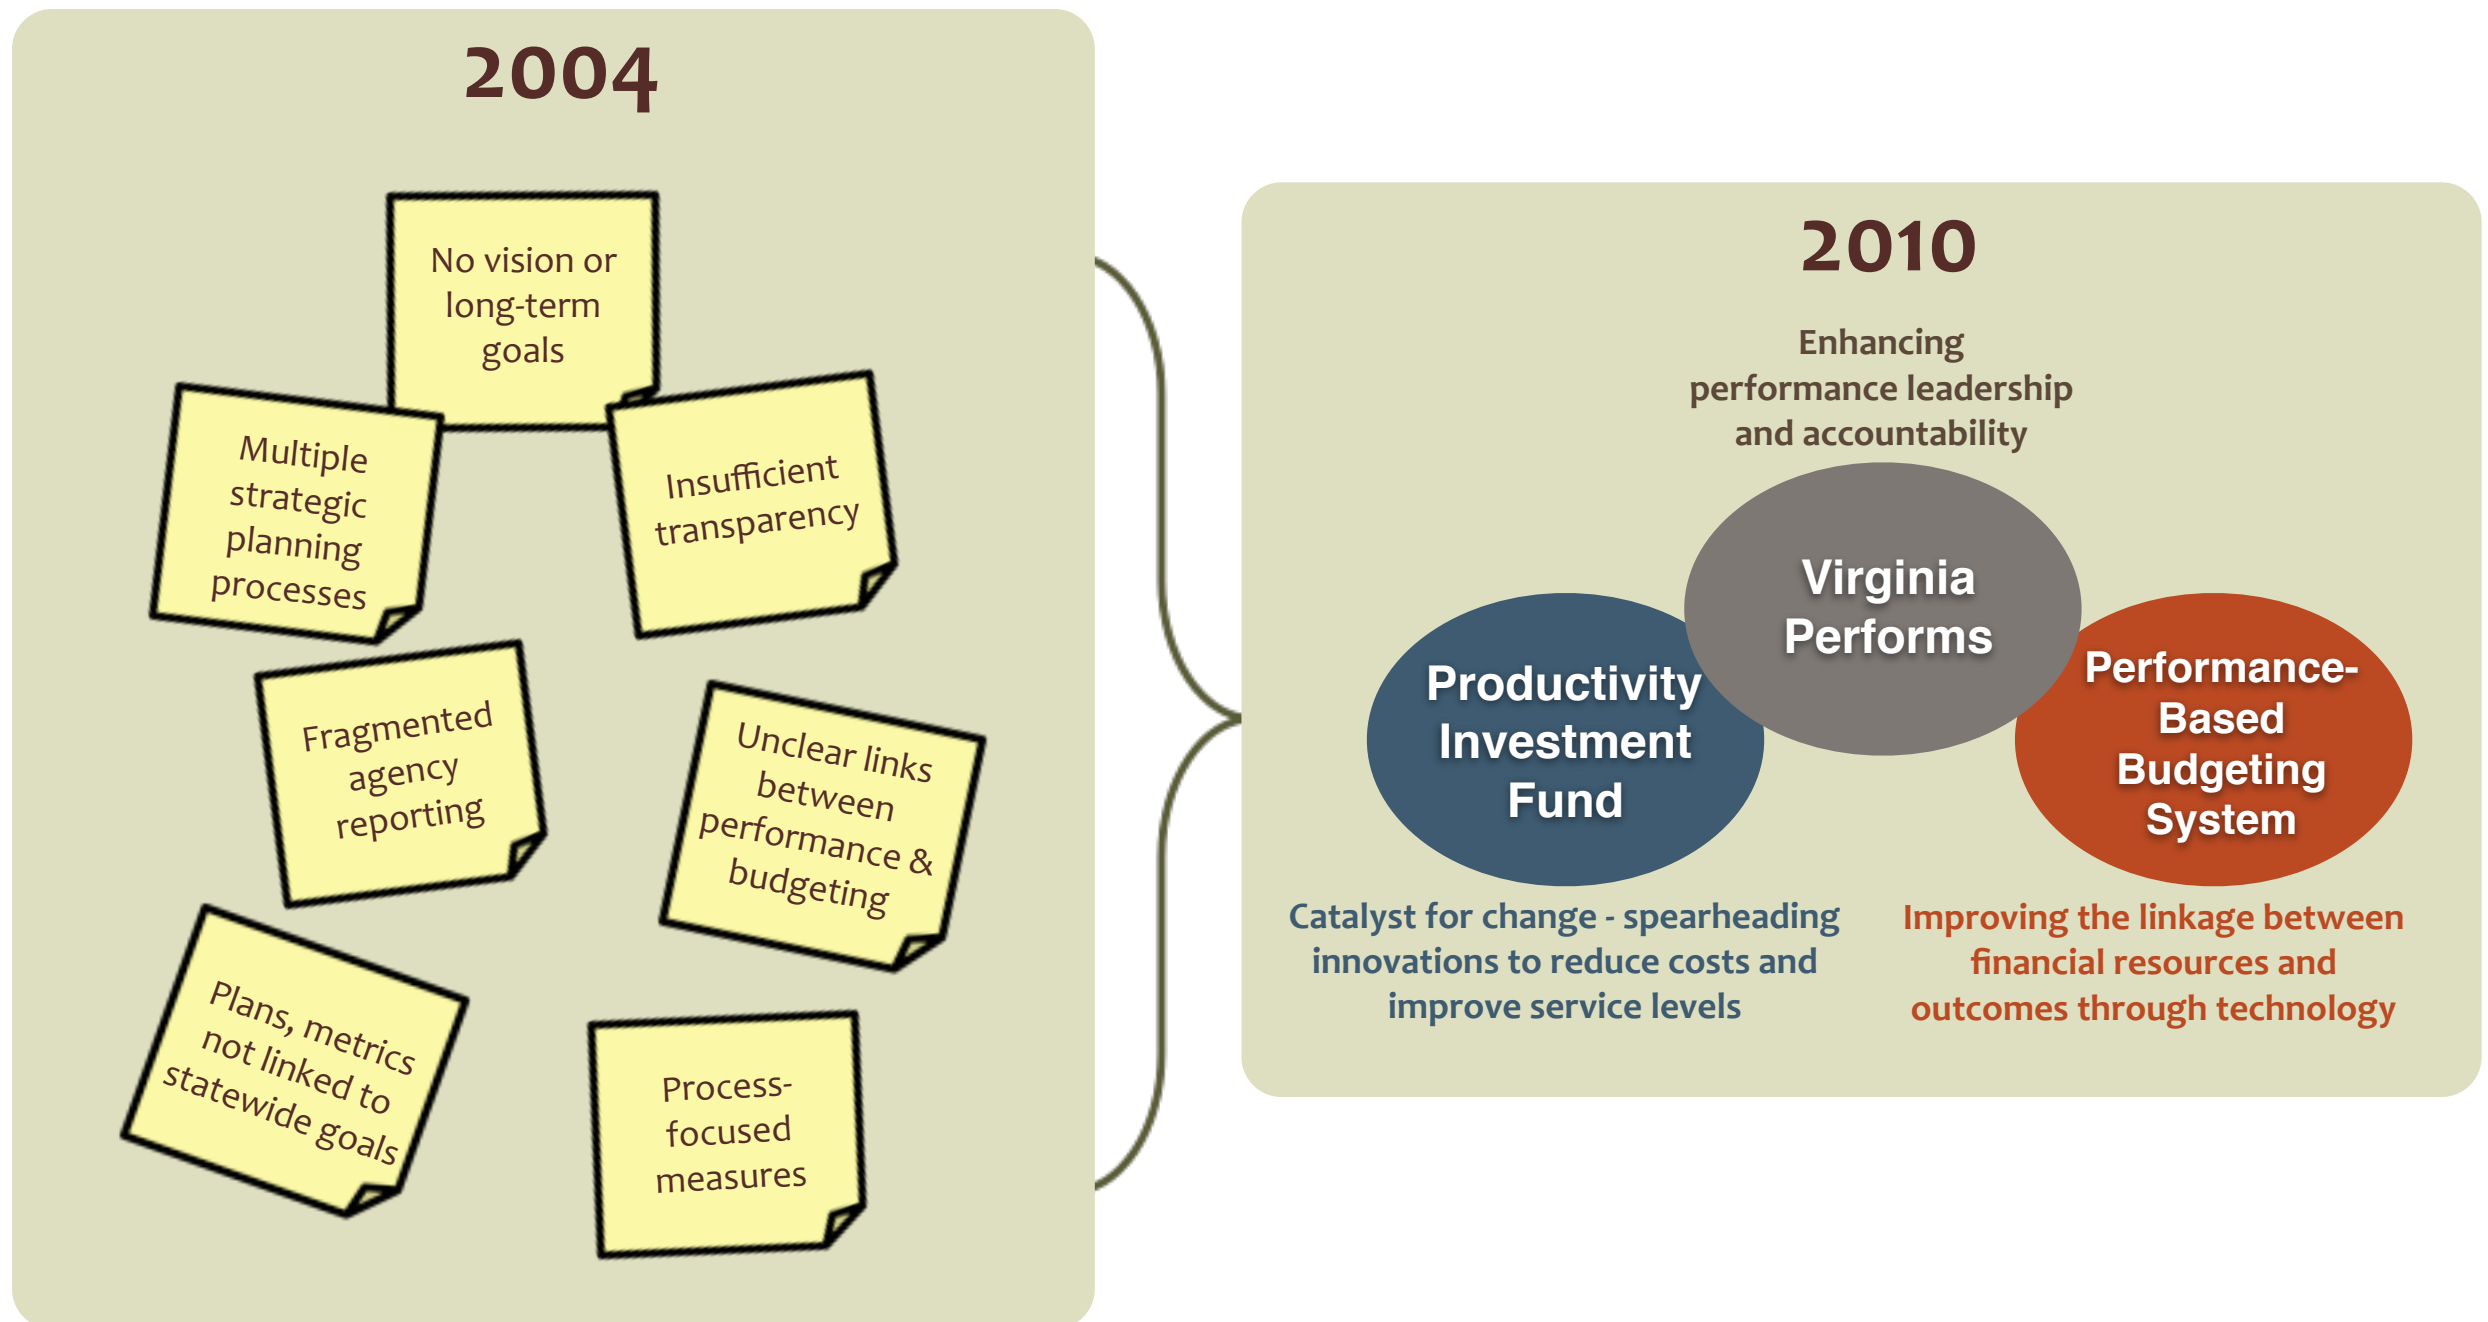 2004
No vision or
long-term
goals
Multiple
strategic
planning
processes
Insufficient
transparency
Fragmented
agency
reporting
Unclear links
between
performance &
budgeting
Plans, metrics
not linked to
statewide goals
Process-
focused
measures
2010
Enhancing
performance leadership
and accountability
Virginia
Performs
Productivity
Investment
Fund
Performance-
Based
Budgeting
System
Catalyst for change - spearheading
innovations to reduce costs and
improve service levels
Improving the linkage between
financial resources and
outcomes through technology